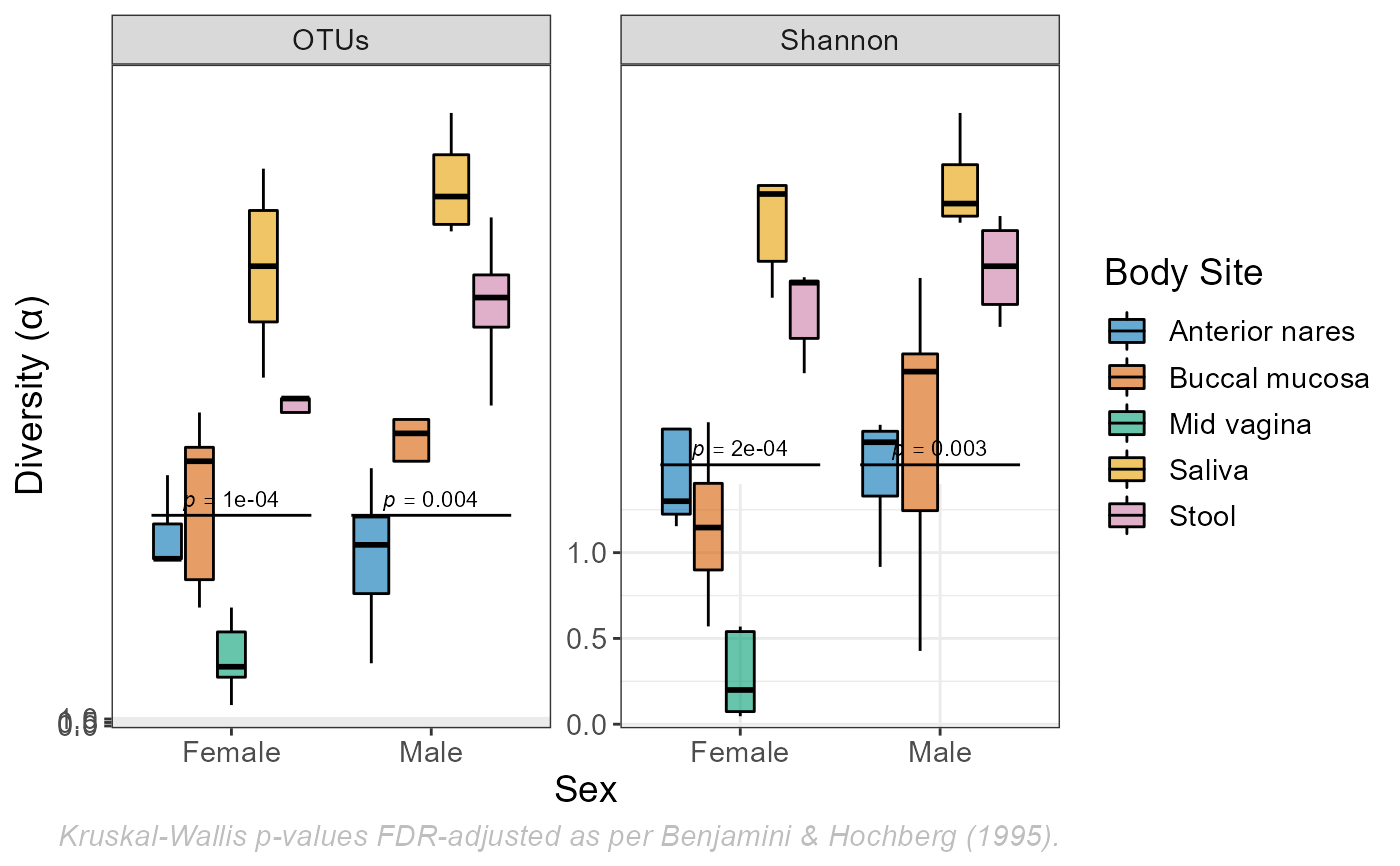 OTUs
Shannon
Diversity (α)
p = 1e-04
p = 0.004
p = 2e-04
p = 0.003
1.0
0.5
0.0
Female
Male
Female
Male
Sex
Body Site
Anterior nares
Buccal mucosa
Mid vagina
Saliva
Stool
Kruskal-Wallis p-values FDR-adjusted as per Benjamini & Hochberg (1995).